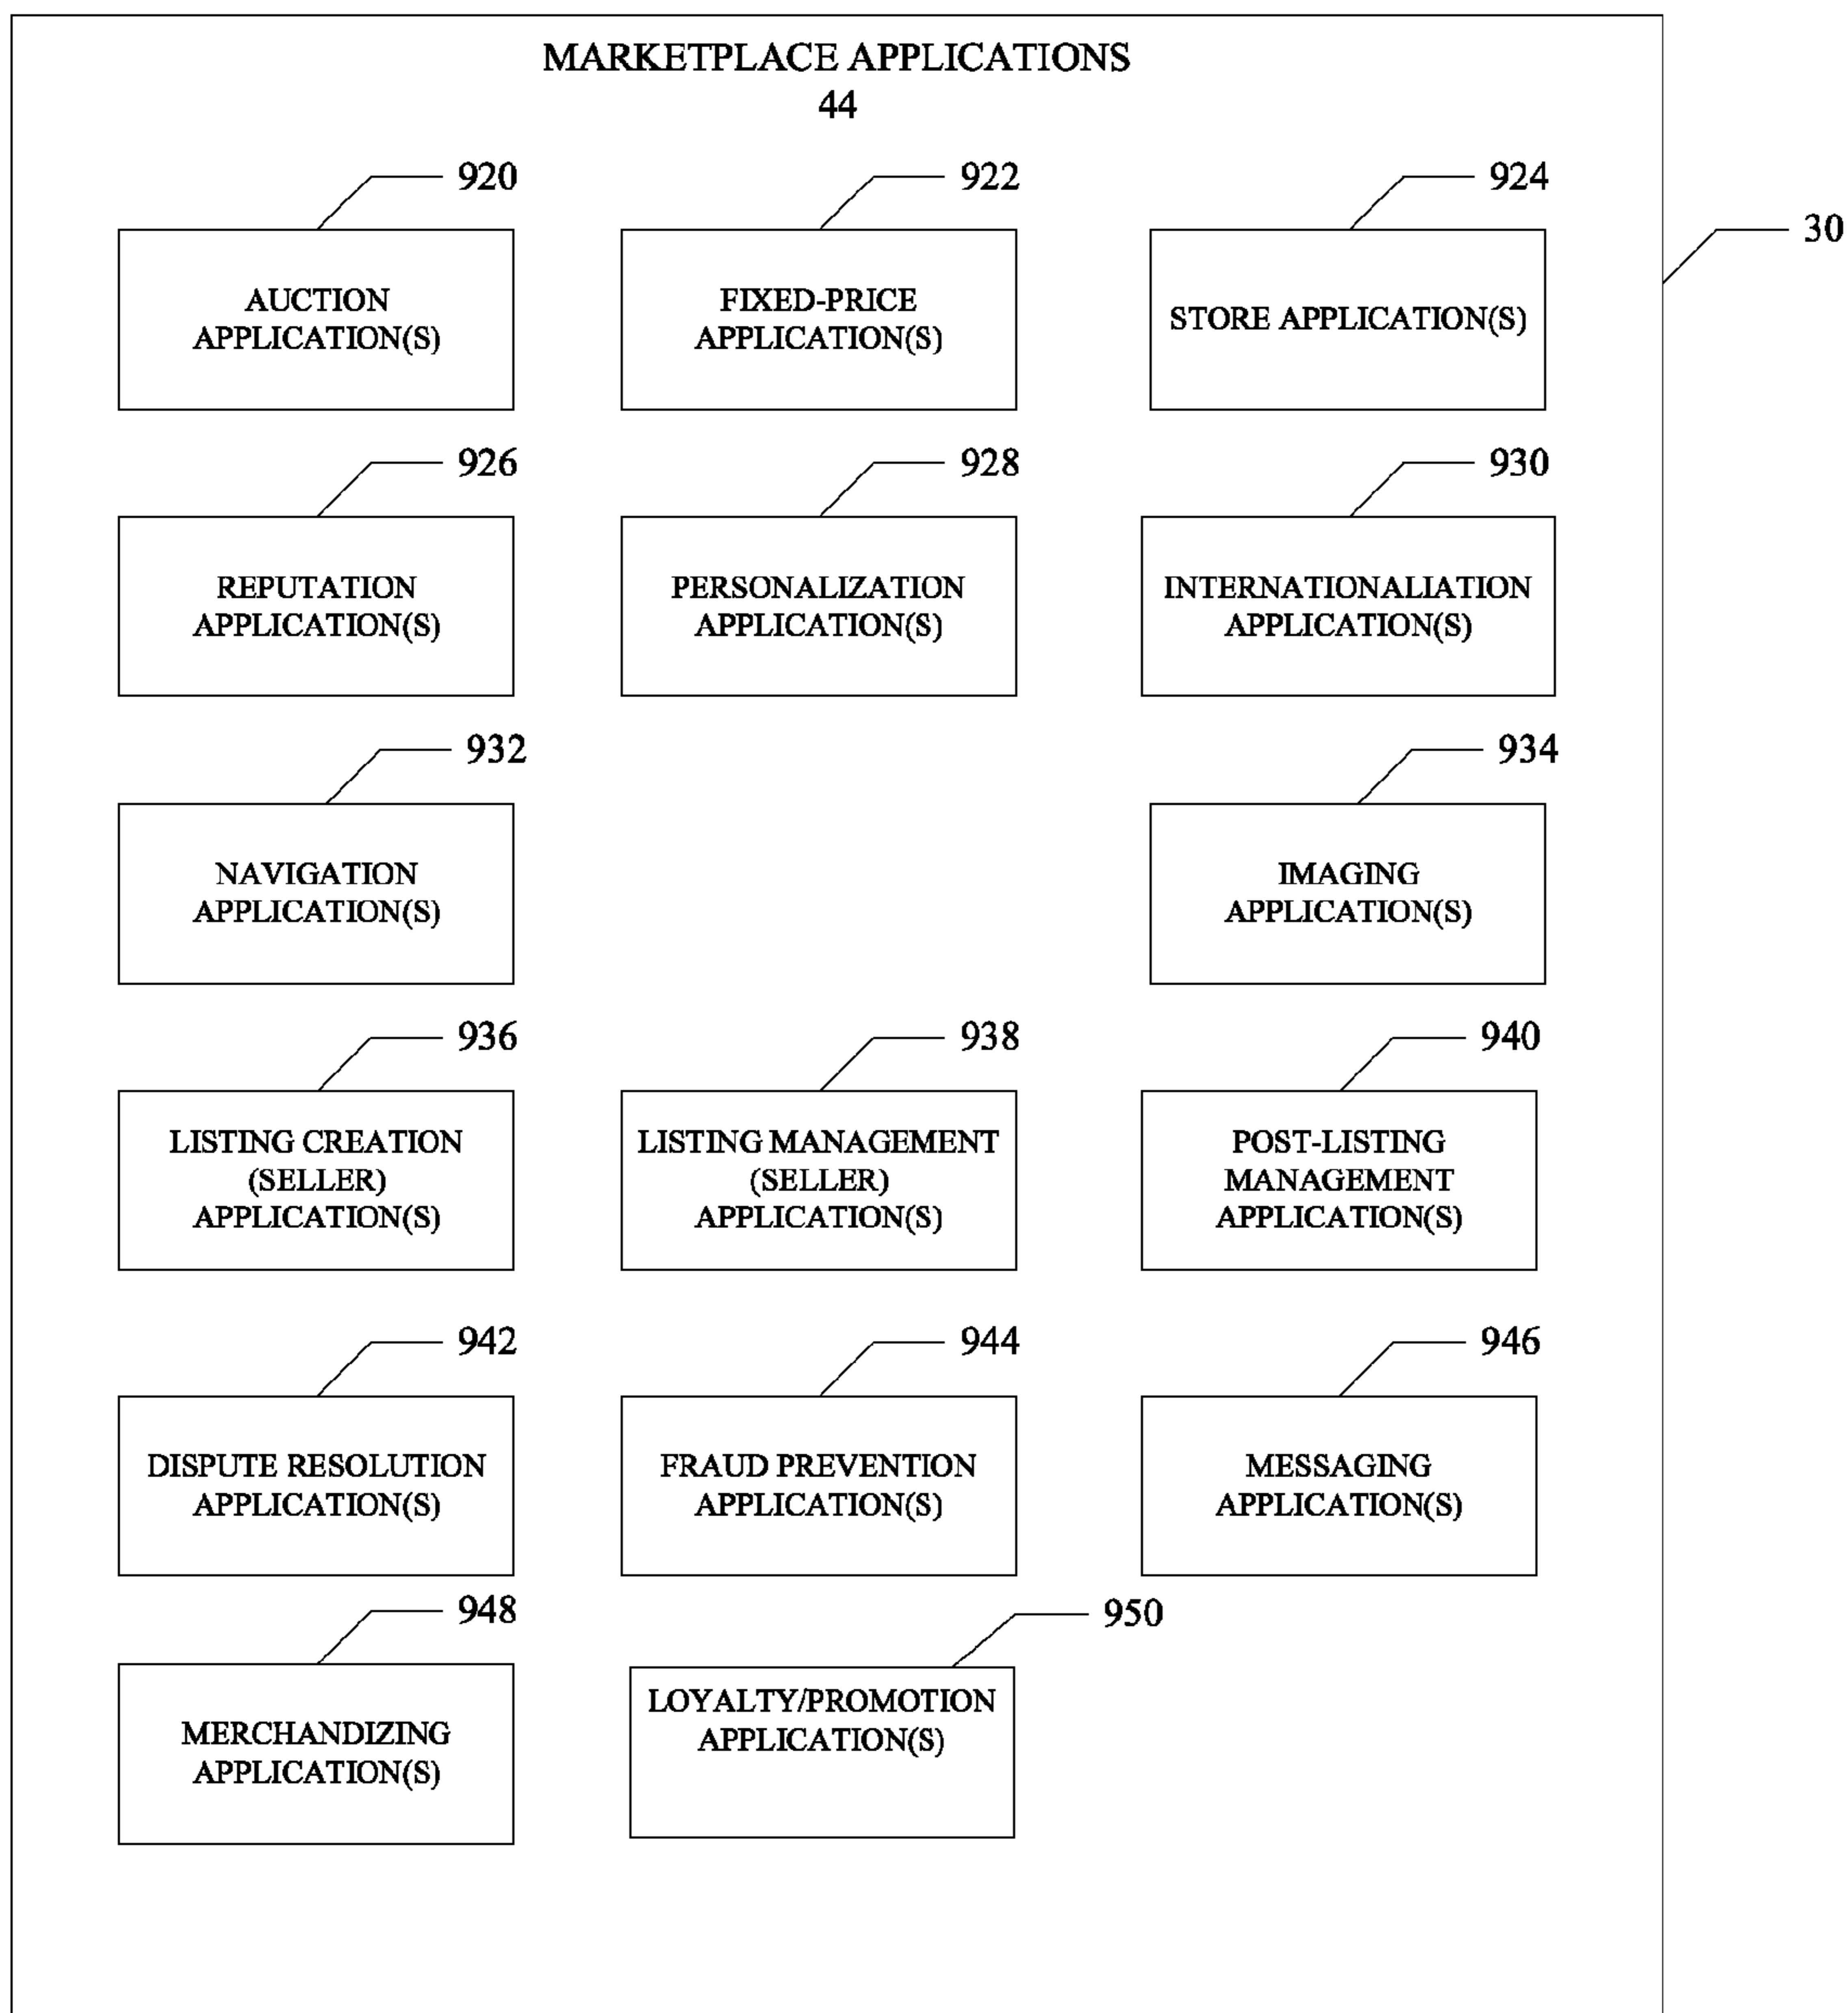 MARKETPLACE APPLICATIONS
44
920
922
924
30
AUCTION
APPLICATION(S)
FIXED-PRICE
APPLICATION(S)
STORE APPLICATION(S)
926
928
930
REPUTATION
APPLICATION(S)
PERSONALIZATION
APPLICATION(S)
INTERNATIONALIATION
APPLICATION(S)
932
934
NAVIGATION
APPLICATION(S)
IMAGING
APPLICATION(S)
936
938
940
LISTING CREATION
(SELLER)
APPLICATION(S)
LISTING MANAGEMENT
(SELLER)
APPLICATION(S)
POST-LISTING
MANAGEMENT
APPLICATION(S)
942
944
946
DISPUTE RESOLUTION
APPLICATION(S)
FRAUD PREVENTION
APPLICATION(S)
MESSAGING
APPLICATION(S)
948
950
MERCHANDIZING
APPLICATION(S)
LOYALTY/PROMOTION
APPLICATION(S)